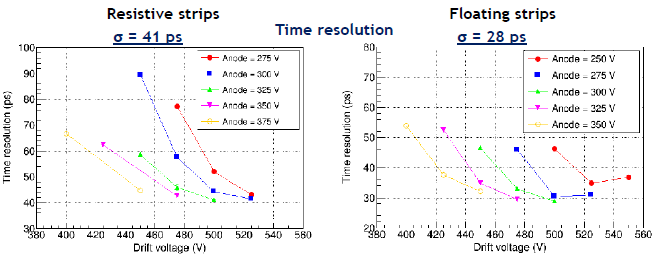 Resistive strips
σ = 41 ps
Time resolution
Floating strips
σ = 28 ps
Time resolution (ps)
100
90
80
70
60
50
40
30
380 400 420 440 460 480 500 520 540 560
Drift voltage (V)
Anode = 275 V
Anode = 300 V
Anode = 325 V
Anode = 350 V
Anode = 375 V
Time resolution (ps)
80
70
60
50
40
30
20
380 400 420 440 460 480 500 520 540 560
Drift voltage (V)
Anode = 250 V
Anode = 275 V
Anode = 300 V
Anode = 325 V
Anode = 350 V